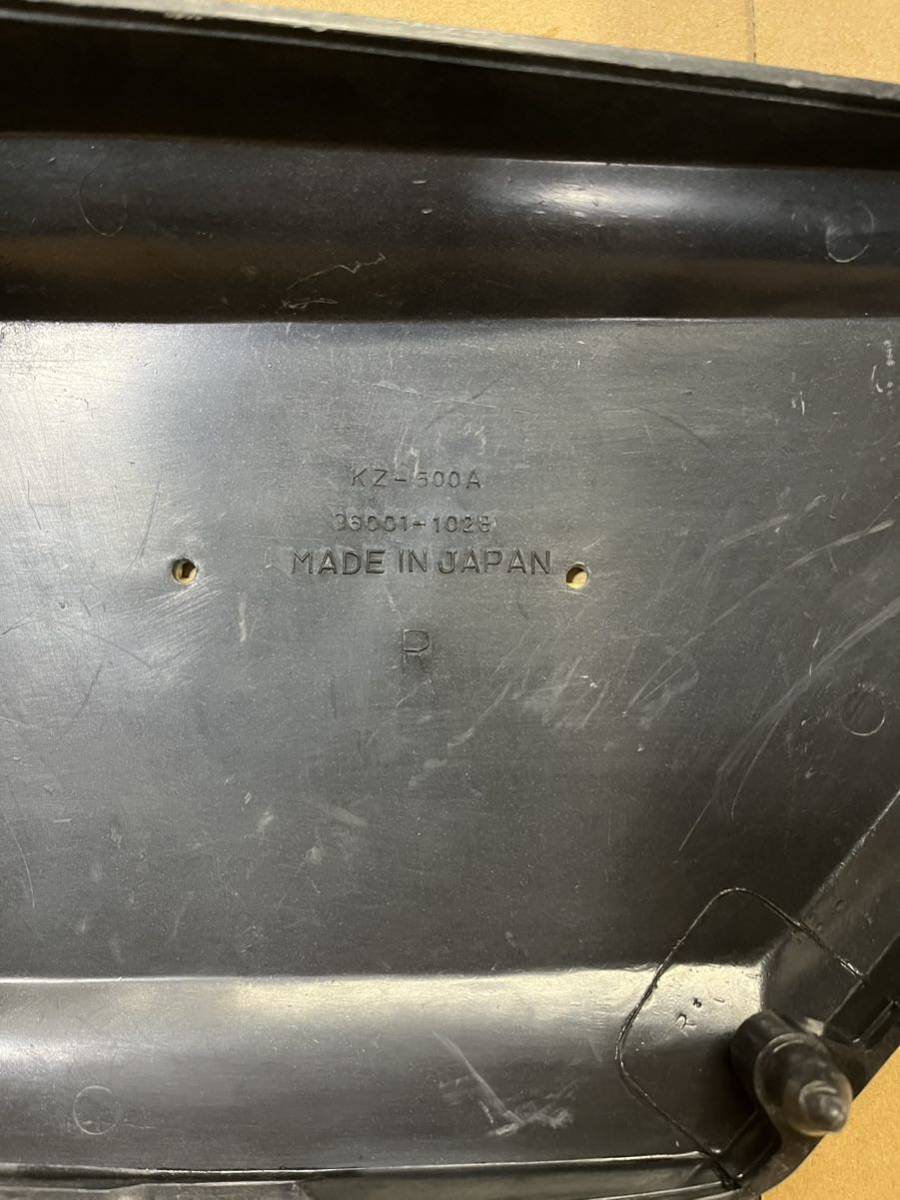 KZ-500A
36001-1028
MADE IN JAPAN
R